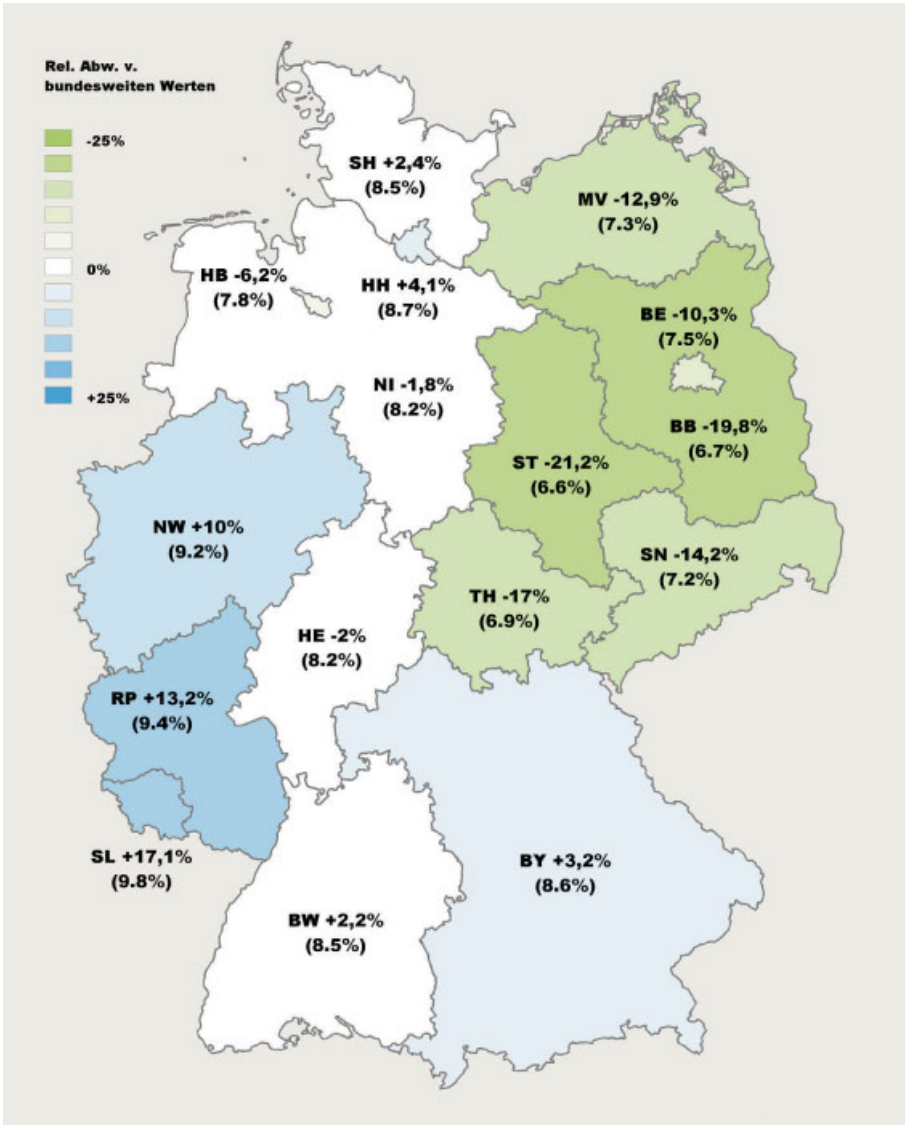 Rel. Abw. v.
bundesweiten Werten
-25%
0%
+25%
SH +2,4%
(8.5%)
MV -12,9%
(7.3%)
HB -6,2%
(7.8%)
HH +4,1%
(8.7%)
BE -10,3%
(7.5%)
NI -1,8%
(8.2%)
BB -19,8%
(6.7%)
ST -21,2%
(6.6%)
NW +10%
(9.2%)
SN -14,2%
(7.2%)
TH -17%
(6.9%)
HE -2%
(8.2%)
RP +13,2%
(9.4%)
SL +17,1%
(9.8%)
BY +3,2%
(8.6%)
BW +2,2%
(8.5%)